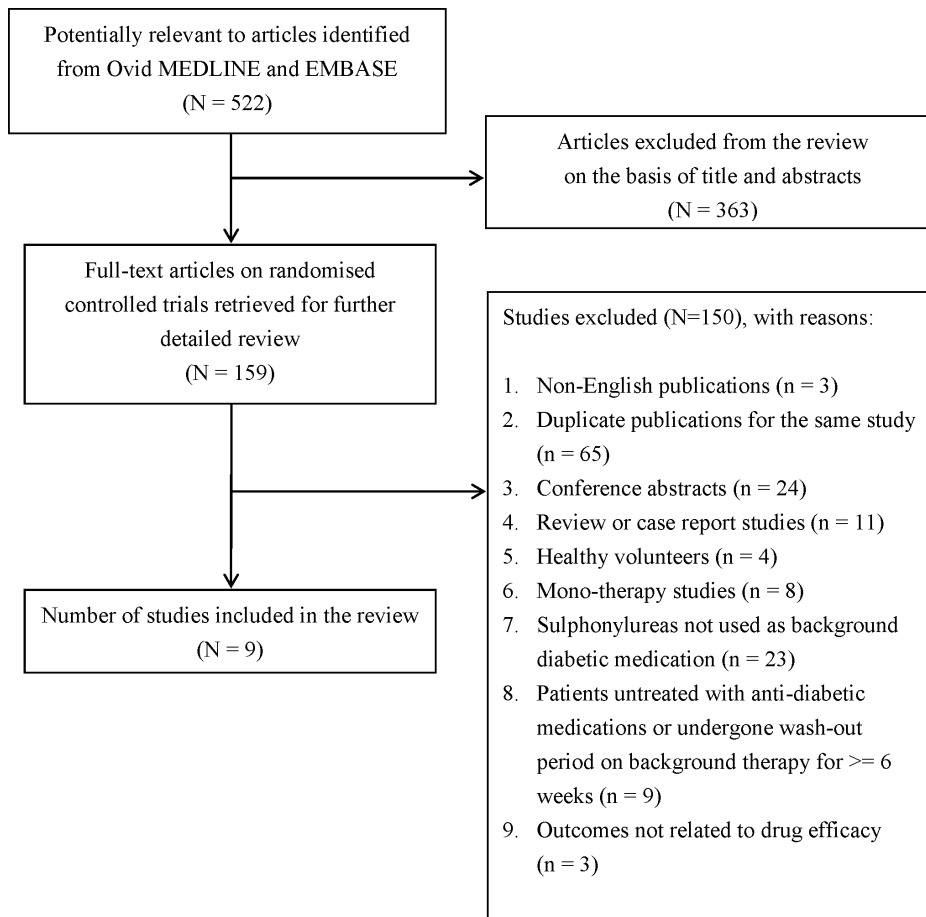 Potentially relevant to articles identified
from Ovid MEDLINE and EMBASE
(N = 522)
Articles excluded from the review
on the basis of title and abstracts
(N = 363)
Full-text articles on randomised
controlled trials retrieved for further
detailed review
(N = 159)
Studies excluded (N=150), with reasons:
1. Non-English publications (n = 3)
2. Duplicate publications for the same study
(n = 65)
3. Conference abstracts (n = 24)
4. Review or case report studies (n = 11)
5. Healthy volunteers (n = 4)
6. Mono-therapy studies (n = 8)
7. Sulphonylureas not used as background
diabetic medication (n = 23)
8. Patients untreated with anti-diabetic
medications or undergone wash-out
period on background therapy for >= 6
weeks (n = 9)
9. Outcomes not related to drug efficacy
(n = 3)
Number of studies included in the review
(N = 9)